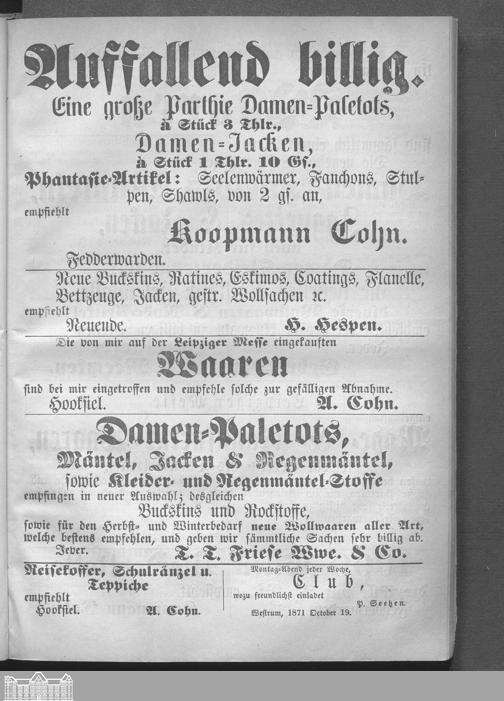 Auffallend billig.
Eine große Parthie Damen=Paletots,
à Stück 3 Thlr.,
Damen=Jacken,
à Stück 1 Thlr. 10 Gs.,
Phantasie=Artikel: Seelenwärmer, Fanchons, Stul=
pen, Shawls, von 2 gs. an,
empfiehlt
Koopmann Cohn.
Fedderwarden.
Neue Buckskins, Ratines, Eskimos, Coatings, Flanelle,
Bettzeuge, Jacken, gestr. Wollsachen ꝛc.
empfiehlt
Neuende. H. Hespen.
Die von mir auf der Leipziger Messe eingekauften
Waaren
sind bei mir eingetroffen und empfehle solche zur gefälligen Abnahme.
Hooksiel. A. Cohn.
Damen=Paletots,
Mäntel, Jacken & Regenmäntel,
sowie Kleider= und Regenmäntel=Stoffe
empfingen in neuer Auswahl; desgleichen
Buckskins und Rockstoffe,
sowie für den Herbst= und Winterbedarf neue Wollwaaren aller Art,
welche bestens empfehlen, und geben wir sämmtliche Sachen sehr billig ab.
Jever. T. T. Friese Wwe. & Co.
Reisekoffer, Schulränzel u.
Teppiche
empfiehlt
Hooksiel. A. Cohn.
Montag=Abend jeder Woche,
Club,
wozu freundlichst einladet
P. Seetzen.
Westrum, 1871 October 19.